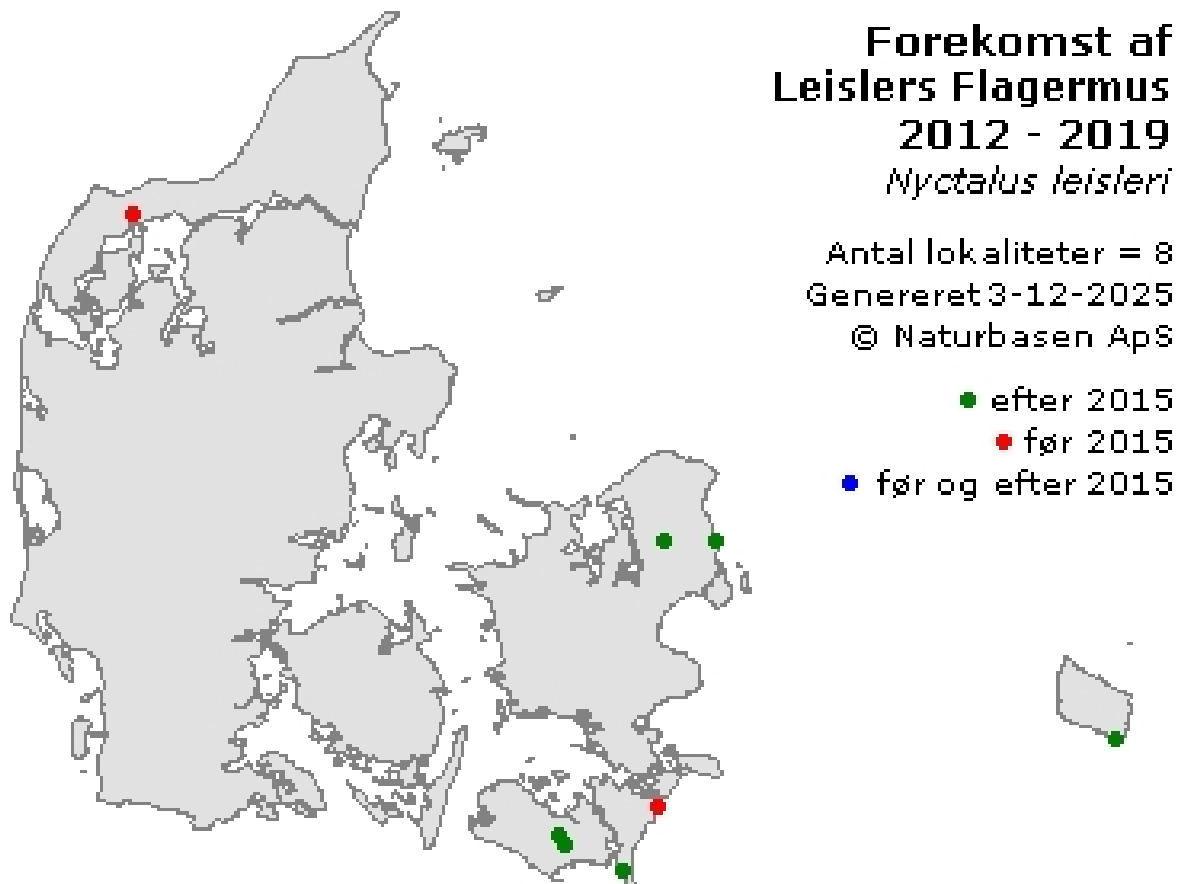 Forekomst af
Leislers Flagermus
2012 - 2019
Nyctalus leisleri
Antal lokaliteter = 8
Genereret 3-12-2025
© Naturbasen ApS
efter 2015
før 2015
før og efter 2015